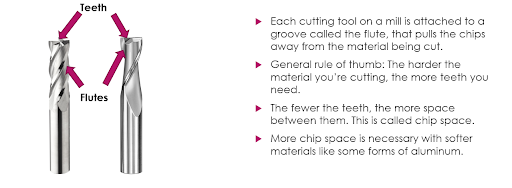 Teeth
Flutes
Each cutting tool on a mill is attached to a
groove called the flute, that pulls the chips
away from the material being cut.
General rule of thumb: The harder the
material you're cutting, the more teeth you
need.
The fewer the teeth, the more space
between them. This is called chip space.
More chip space is necessary with softer
materials like some forms of aluminum.